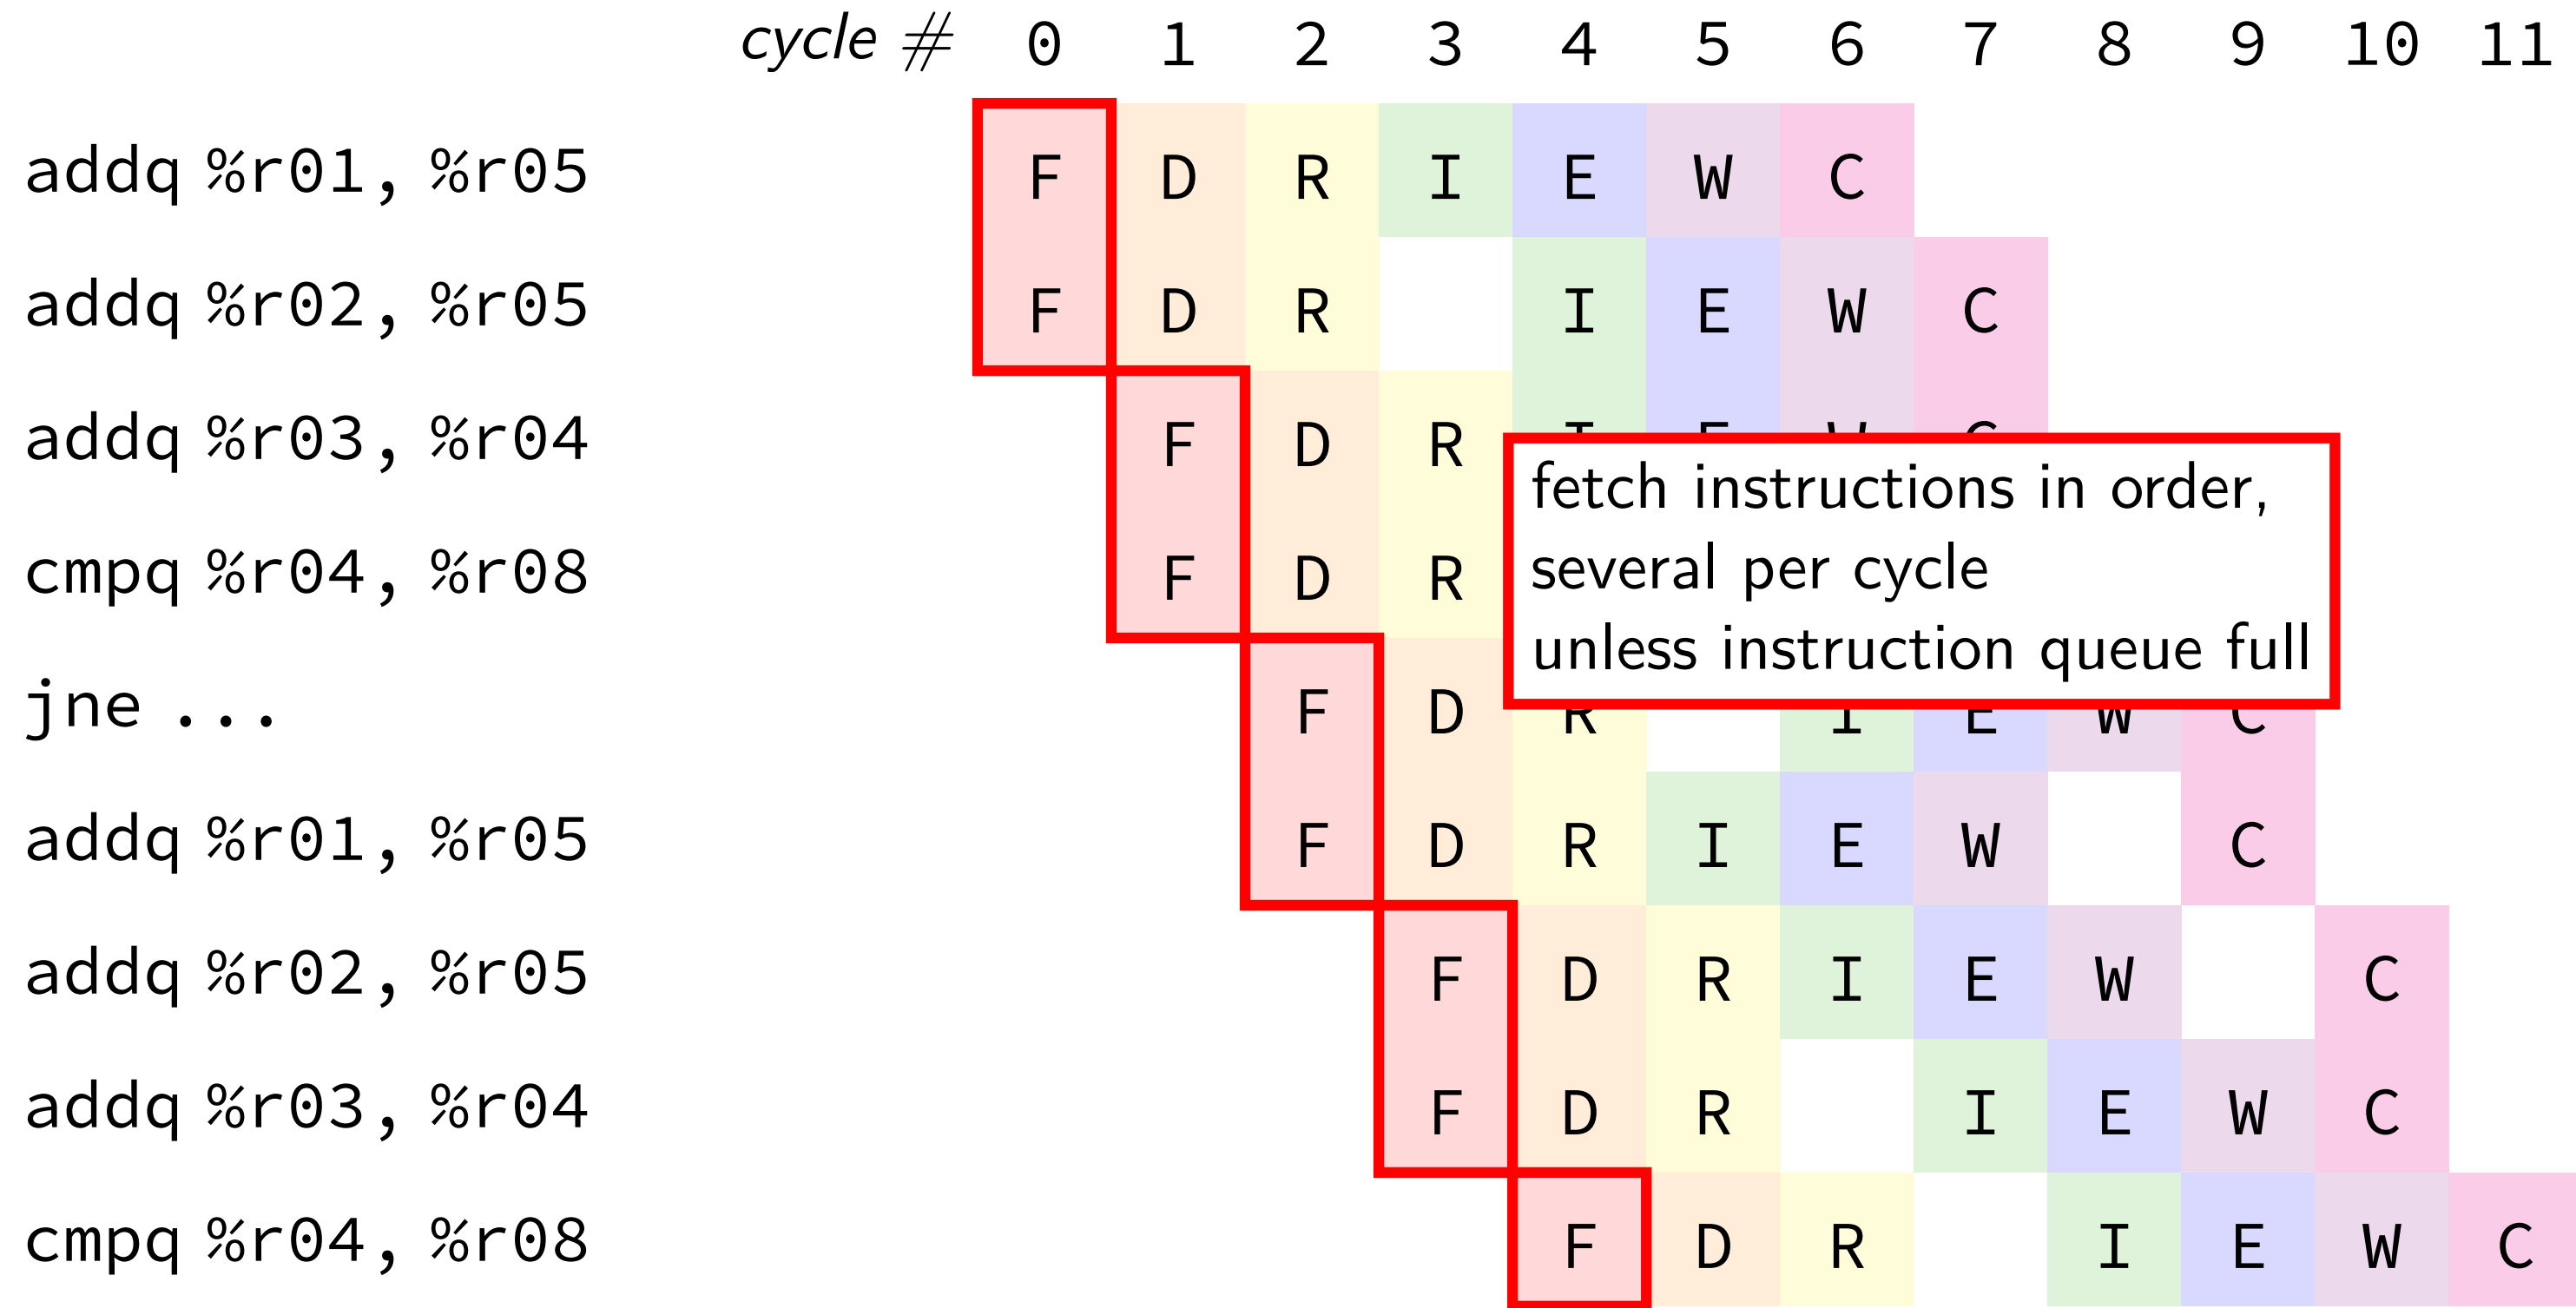 cycle # 0 1 2 3 4 5 6 7 8 9 10 11
addq %r01, %r05 F D R I E W C
addq %r02, %r05 F D R I E W C
addq %r03, %r04 F D R I E W C
cmpq %r04, %r08 F D R
fetch instructions in order,
several per cycle
unless instruction queue full
jne ... F D R I E W C
addq %r01, %r05 F D R I E W C
addq %r02, %r05 F D R I E W C
addq %r03, %r04 F D R I E W C
cmpq %r04, %r08 F D R I E W C